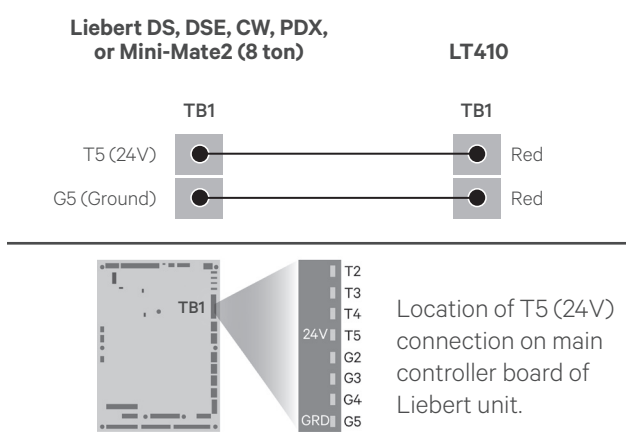 Liebert DS, DSE, CW, PDX,
or Mini-Mate2 (8 ton)
LT410
TB1
TB1
T5 (24V)
Red
G5 (Ground)
Red
TB1
T2
T3
T4
24V T5
G2
G3
G4
GRD G5
Location of T5 (24V)
connection on main
controller board of
Liebert unit.